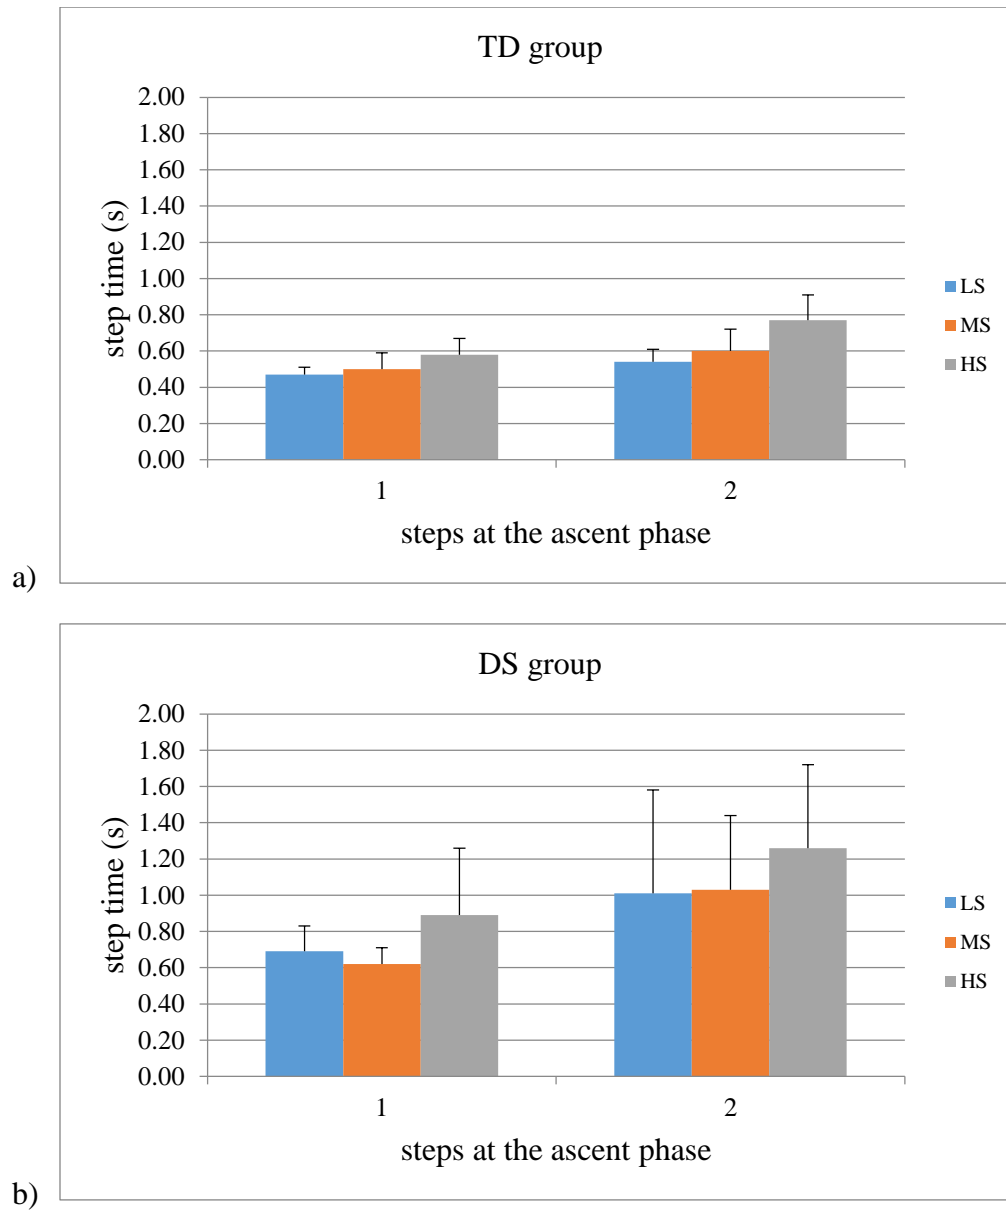 TD group
2.00
1.80
1.60
1.40
1.20
1.00
0.80
0.60
0.40
0.20
0.00
step time (s)
1 2
steps at the ascent phase
LS
MS
HS
a)
DS group
2.00
1.80
1.60
1.40
1.20
1.00
0.80
0.60
0.40
0.20
0.00
step time (s)
1 2
steps at the ascent phase
LS
MS
HS
b)